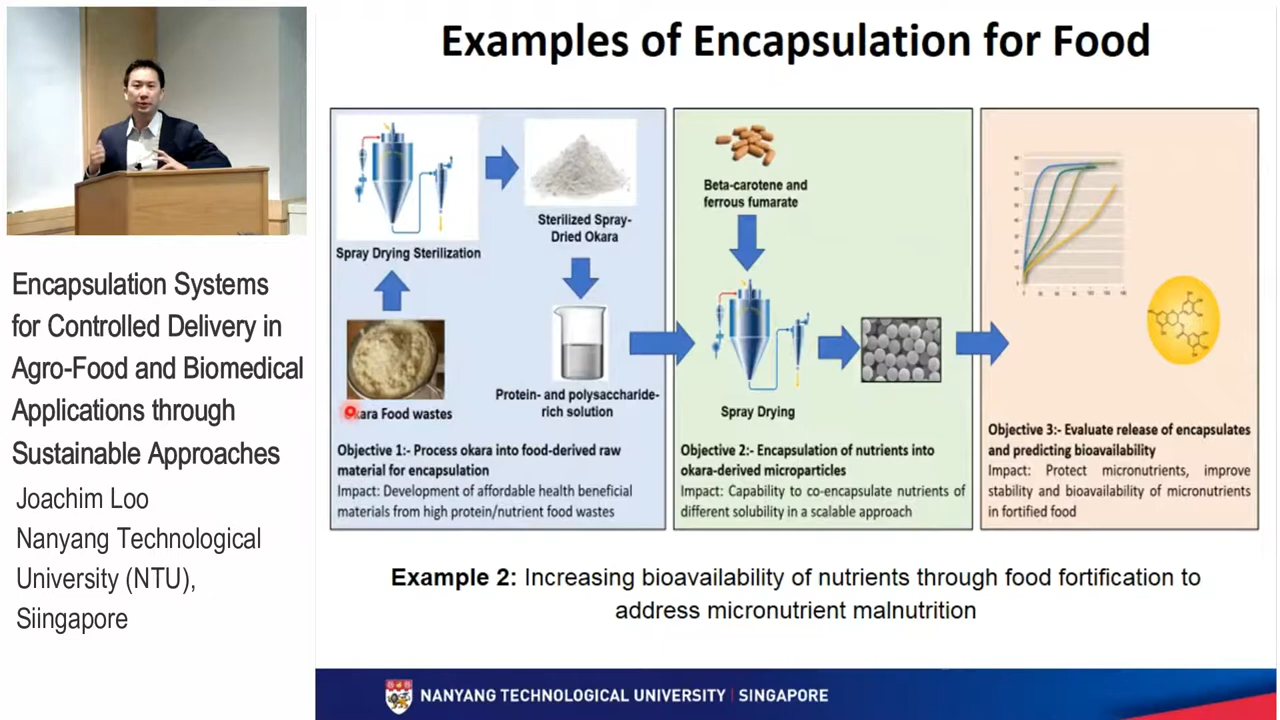 Examples of Encapsulation for Food
Encapsulation Systems
for Controlled Delivery in
Agro-Food and Biomedical
Applications through
Sustainable Approaches
Joachim Loo
Nanyang Technological
University (NTU),
Siingapore
Spray Drying Sterilization
Sterilized Spray-
Dried Okara
Okara Food wastes
Protein- and polysaccharide-
rich solution
Objective 1:- Process okara into food-derived raw
material for encapsulation
Impact: Development of affordable health beneficial
materials from high protein/nutrient food wastes
Beta-carotene and
ferrous fumarate
Spray Drying
Objective 2:- Encapsulation of nutrients into
okara-derived microparticles
Impact: Capability to co-encapsulate nutrients of
different solubility in a scalable approach
Objective 3:- Evaluate release of encapsulates
and predicting bioavailability
Impact: Protect micronutrients, improve
stability and bioavailability of micronutrients
in fortified food
Example 2: Increasing bioavailability of nutrients through food fortification to
address micronutrient malnutrition
NANYANG TECHNOLOGICAL UNIVERSITY | SINGAPORE